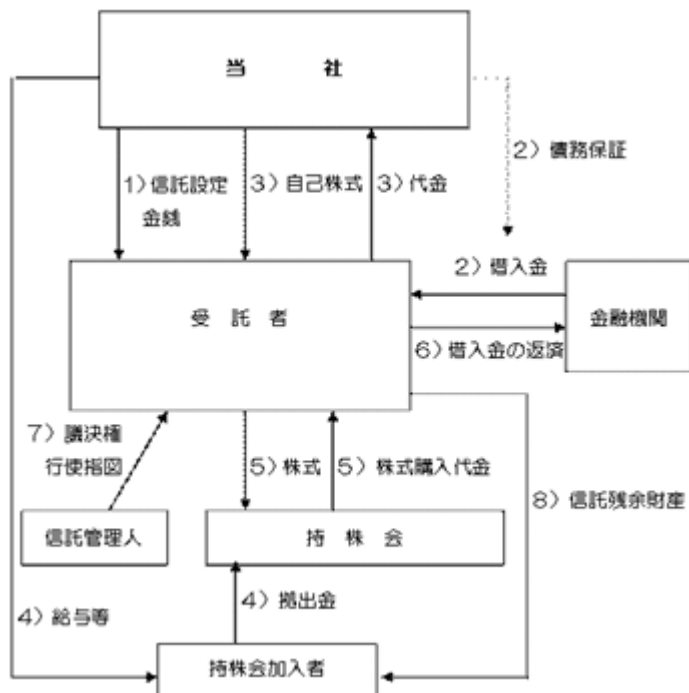 当 社
2）債務保証
1）信託設定
金銭
3）自己株式
3）代金
2）借入金
受 託 者
金融機関
6）借入金の返済
7）議決権
行使指図
5）株式
5）株式購入代金
8）信託残余財産
信託管理人
持 株 会
4）拠出金
4）給与等
持株会加入者